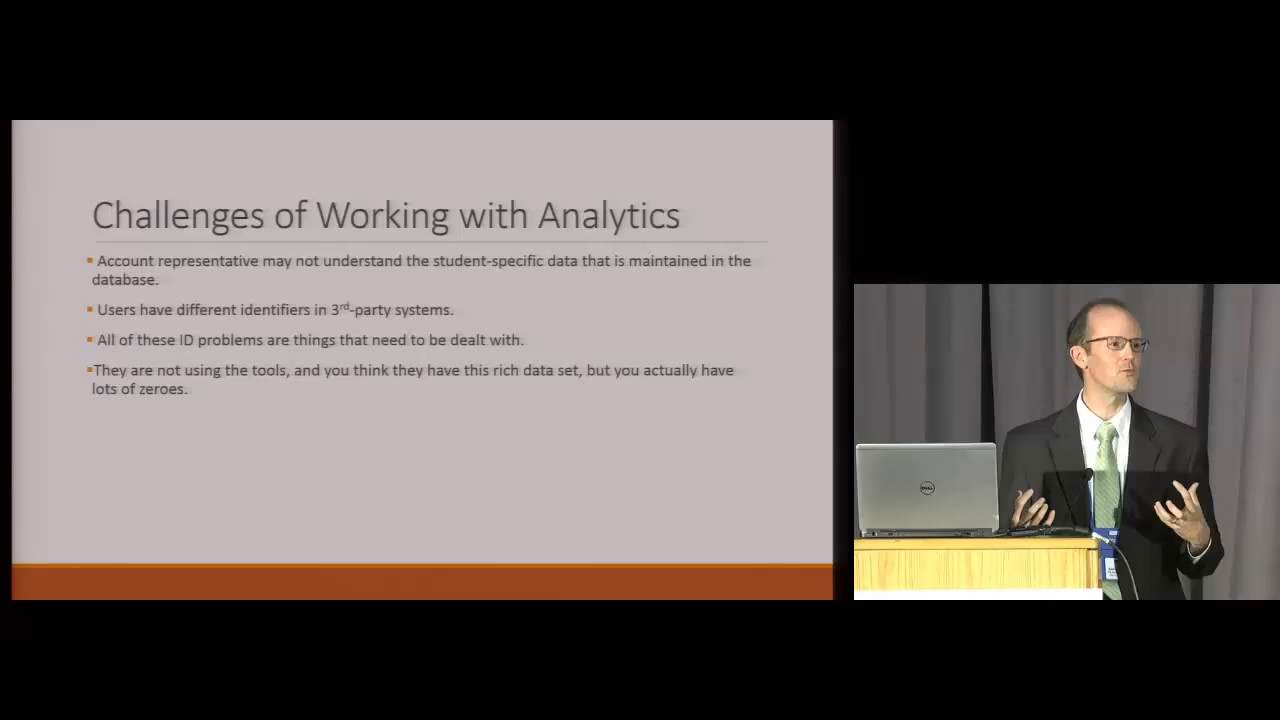 Challenges of Working with Analytics
▪ Account representative may not understand the student-specific data that is maintained in the
database.
▪ Users have different identifiers in 3rd-party systems.
▪ All of these ID problems are things that need to be dealt with.
▪They are not using the tools, and you think they have this rich data set, but you actually have
lots of zeroes.
DELL